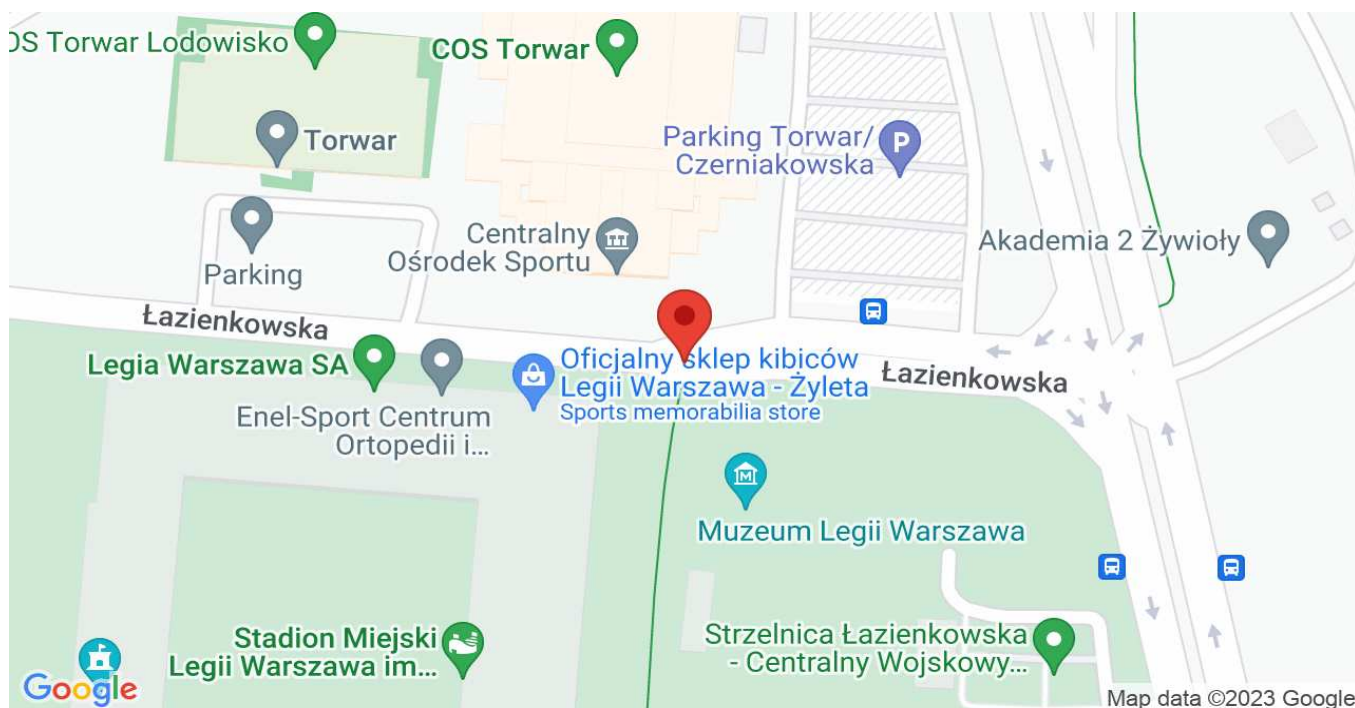 OS Torwar Lodowisko
COS Torwar
Torwar
Parking Torwar/
Czerniakowska
P
Centralny
Ośrodek Sportu
Akademia 2 Żywioły
Parking
Łazienkowska
Legia Warszawa SA
Oficjalny sklep kibiców
Legii Warszawa - Żyleta
Sports memorabilia store
Łazienkowska
Enel-Sport Centrum
Ortopedii i...
M
Muzeum Legii Warszawa
Stadion Miejski
Legii Warszawa im...
Strzelnica Łazienkowska
- Centralny Wojskowy...
Google
Map data ©2023 Google